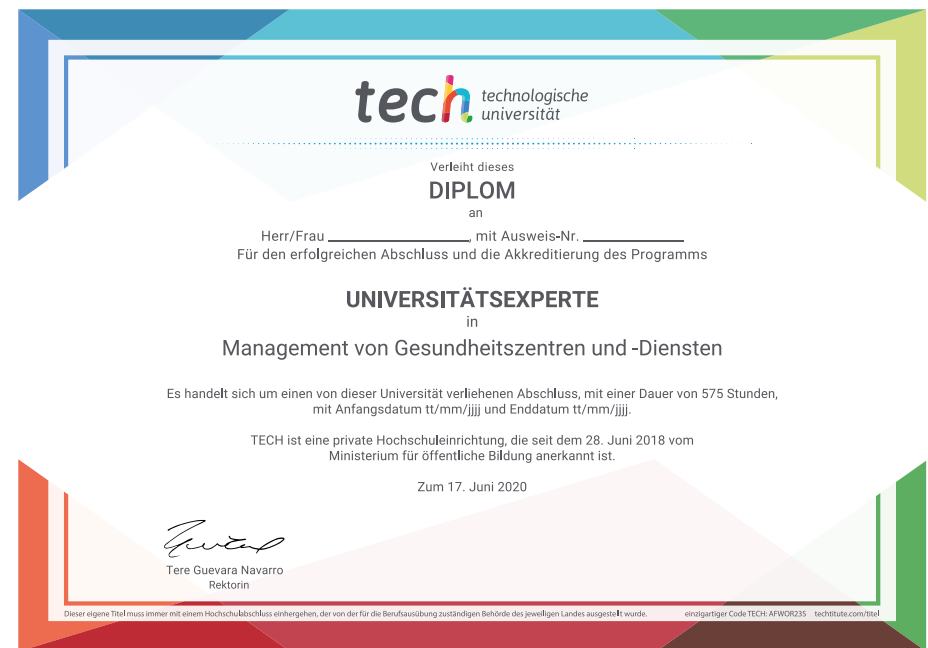 tech technologische
universität
Verleiht dieses
DIPLOM
an
Herr/Frau ____________, mit Ausweis-Nr. ____________
Für den erfolgreichen Abschluss und die Akkreditierung des Programms
UNIVERSITÄTSEXPERTE
in
Management von Gesundheitszentren und -Diensten
Es handelt sich um einen von dieser Universität verliehenen Abschluss, mit einer Dauer von 575 Stunden,
mit Anfangsdatum tt/mm/jjjj und Enddatum tt/mm/jjjj.
TECH ist eine private Hochschuleinrichtung, die seit dem 28. Juni 2018 vom
Ministerium für öffentliche Bildung anerkannt ist.
Zum 17. Juni 2020
Tere Guevara Navarro
Rektorin
Dieser eigene Titel muss immer mit einem Hochschulabschluss einhergehen, der von der für die Berufsausübung zuständigen Behörde des jeweiligen Landes ausgestellt wurde. einzigartiger Code TECH: AFWOR23S techtitute.com/titel